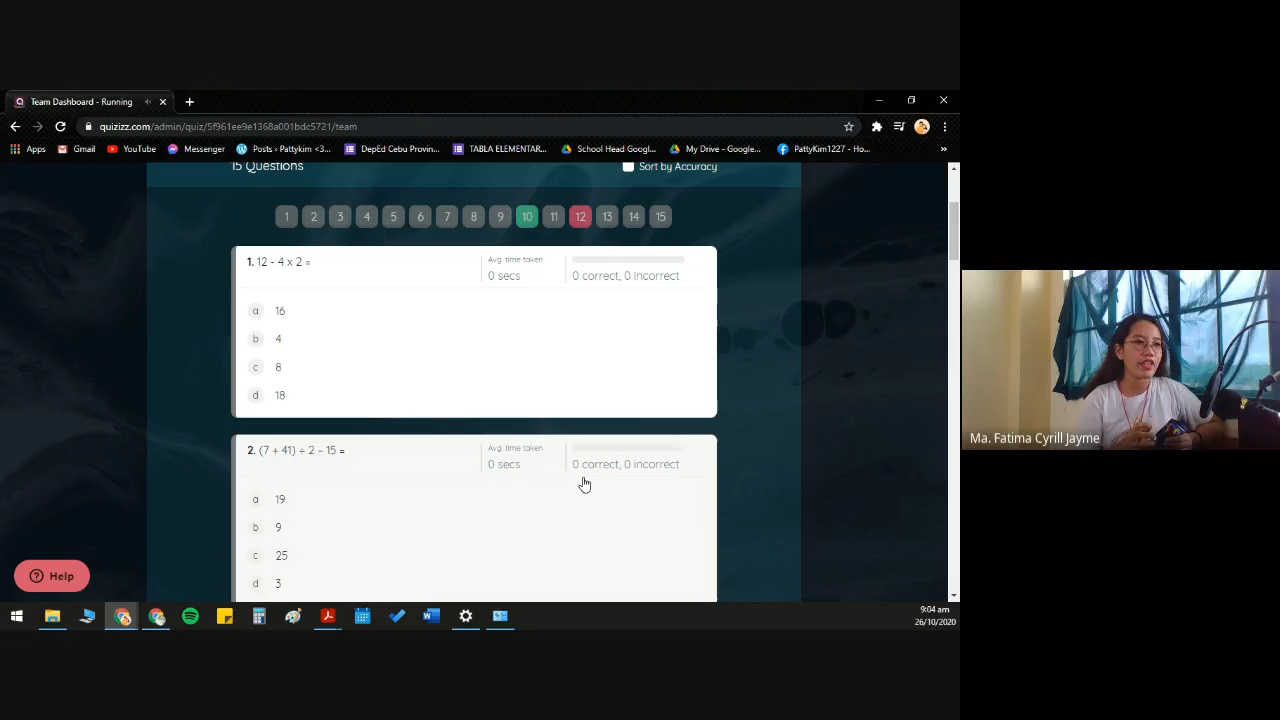 Team Dashboard - Running
quizizz.com/admin/quiz/5f961ee9e1368a001bdc5721/team
Apps Gmail YouTube Messenger Posts ‹ Pattykim <3... DepEd Cebu Provin... TABLA ELEMENTAR... School Head Googl... My Drive - Google... PattyKim1227 - Ho... »
15 Questions Sort by Accuracy
1 2 3 4 5 6 7 8 9 10 11 12 13 14 15
1. 12 - 4 x 2 =
Avg. time taken
0 secs
0 correct, 0 incorrect
a 16
b 4
c 8
d 18
2. (7 + 41) ÷ 2 – 15 =
Avg. time taken
0 secs
0 correct, 0 incorrect
a 19
b 9
c 25
d 3
Help
9:04 am
26/10/2020
Ma. Fatima Cyrill Jayme